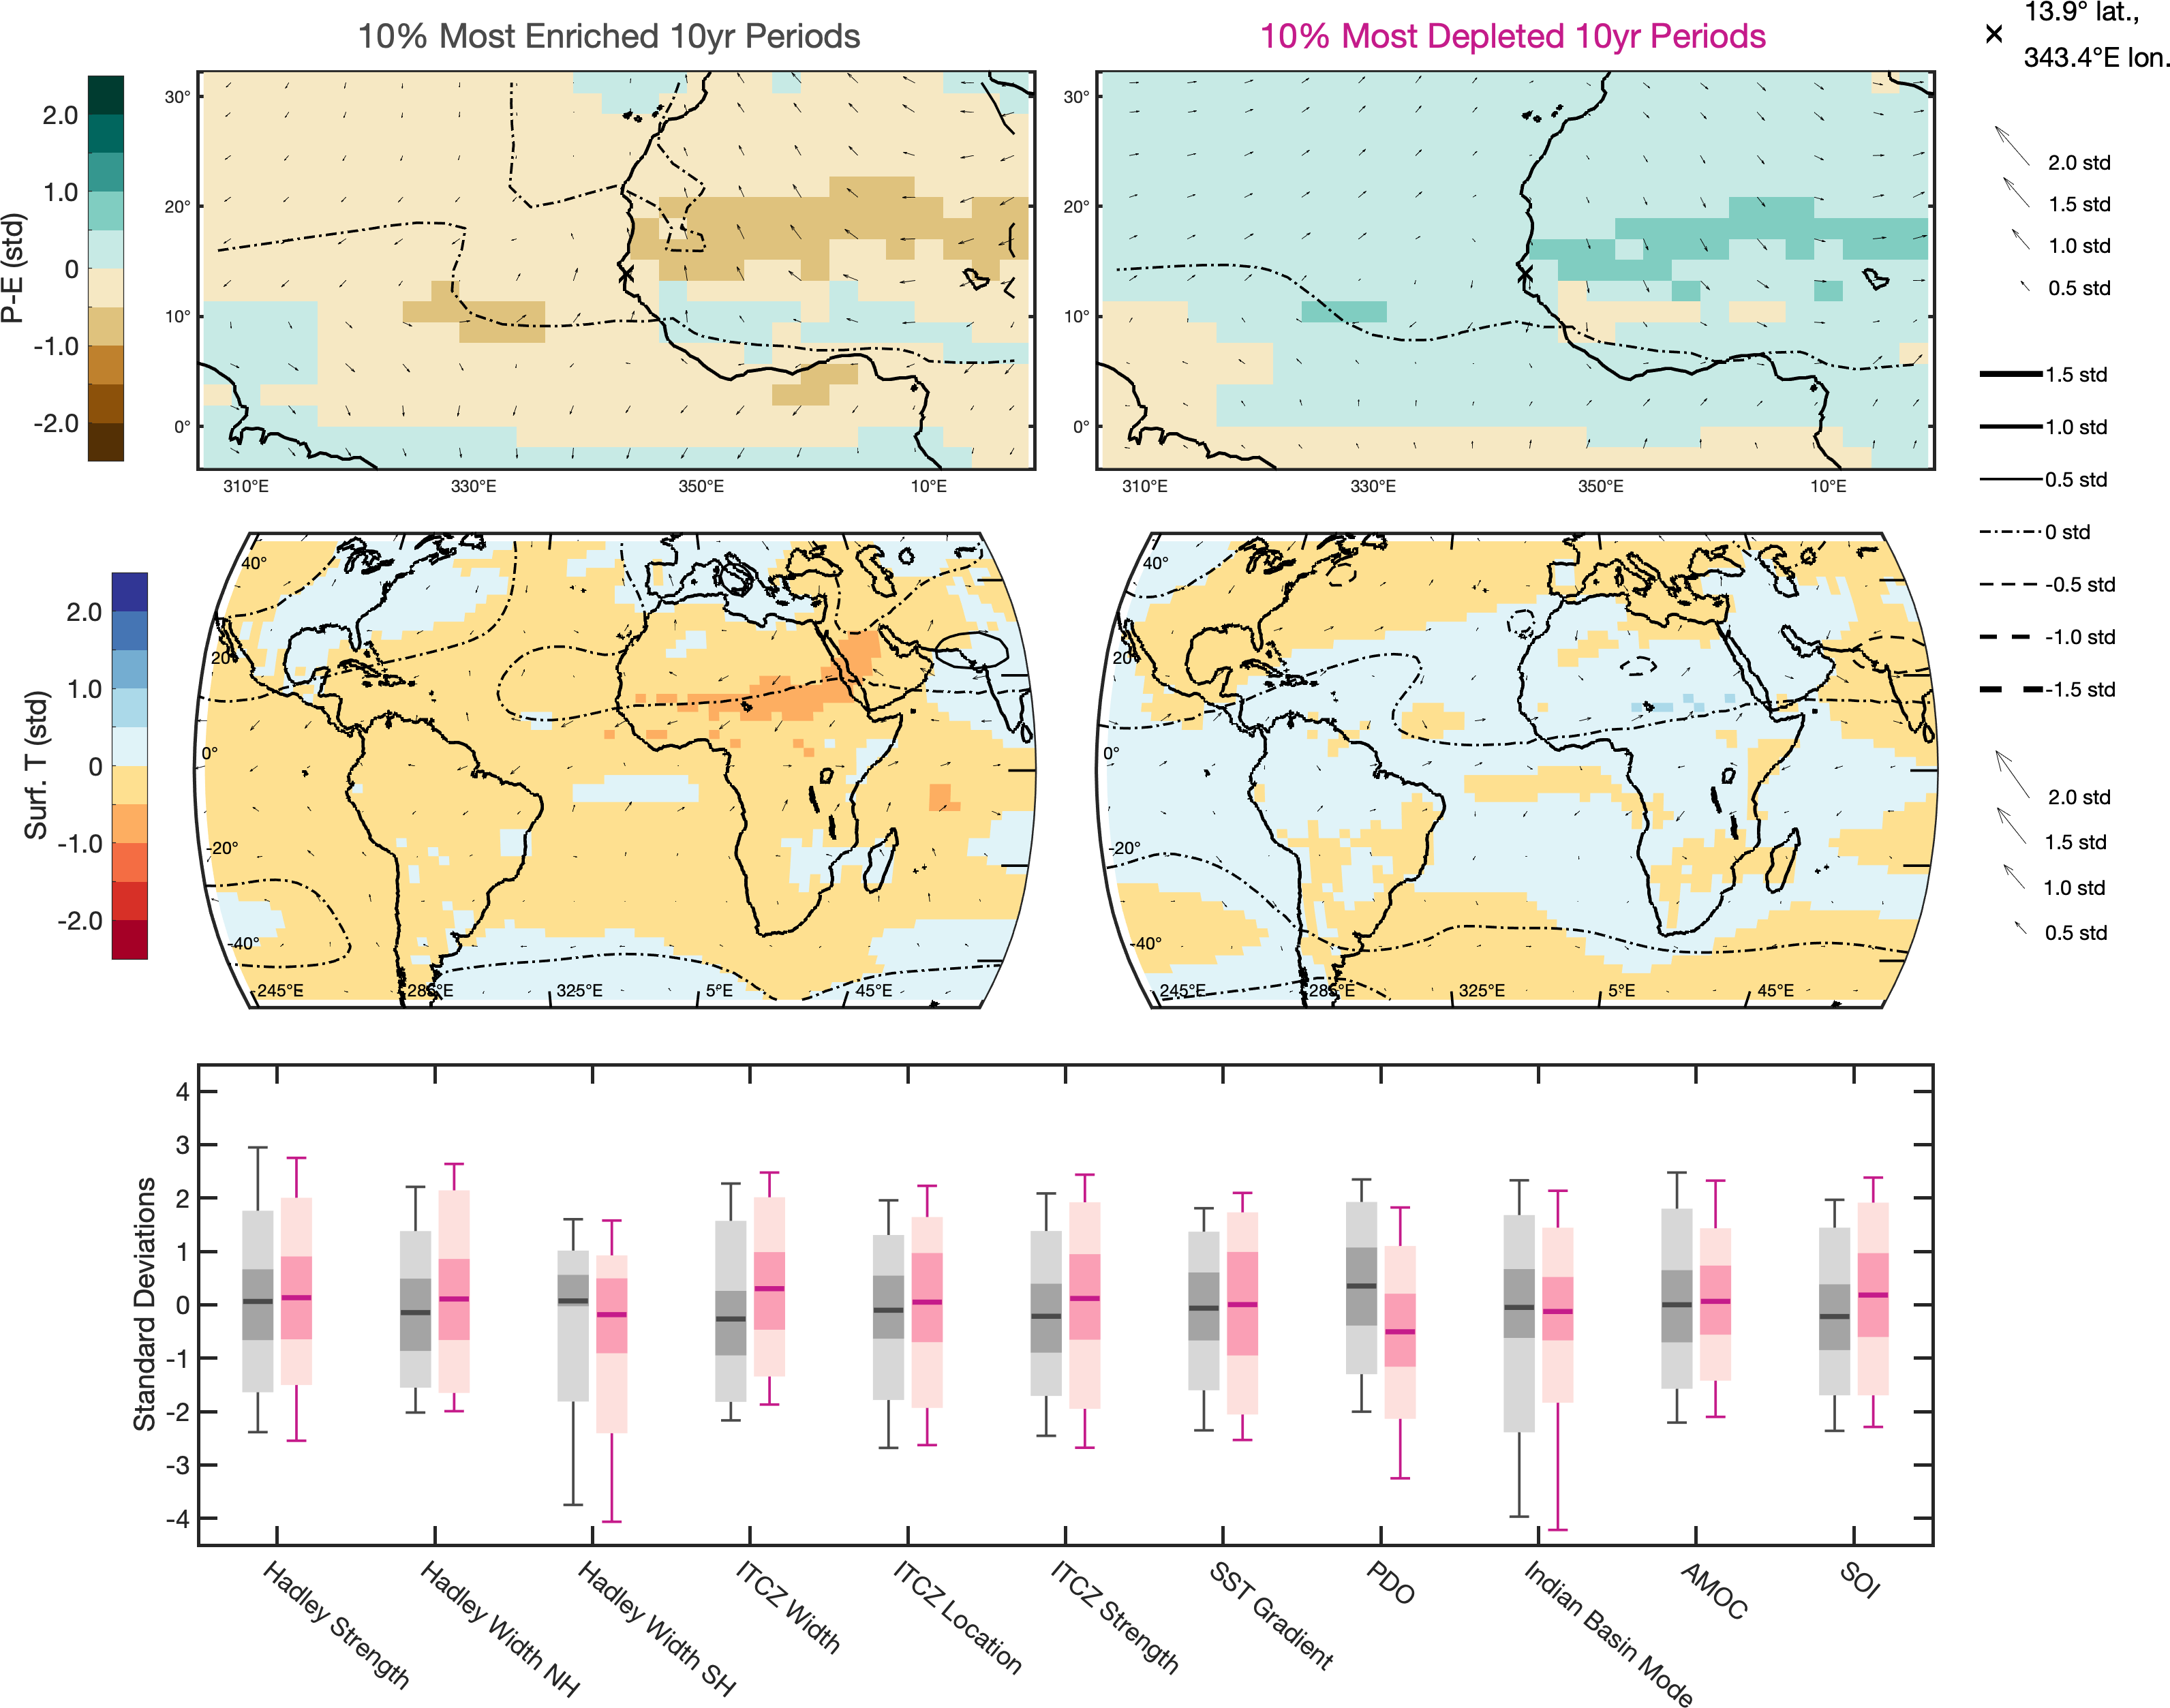 10% Most Enriched 10yr Periods
10% Most Depleted 10yr Periods
13.9° lat.,
343.4°E lon.
P-E (std)
2.0
1.0
0
-1.0
-2.0
30°
20°
10°
0°
310°E
330°E
350°E
10°E
30°
20°
10°
0°
310°E
330°E
350°E
10°E
2.0 std
1.5 std
1.0 std
0.5 std
1.5 std
1.0 std
0.5 std
0 std
-0.5 std
-1.0 std
-1.5 std
Surf. T (std)
2.0
1.0
0
-1.0
-2.0
40°
20°
0°
-20°
-40°
245°E
285°E
325°E
5°E
45°E
40°
20°
0°
-20°
-40°
245°E
285°E
325°E
5°E
45°E
2.0 std
1.5 std
1.0 std
0.5 std
Standard Deviations
4
3
2
1
0
-1
-2
-3
-4
Hadley Strength
Hadley Width NH
Hadley Width SH
ITCZ Width
ITCZ Location
ITCZ Strength
SST Gradient
PDO
Indian Basin Mode
AMOC
SOI